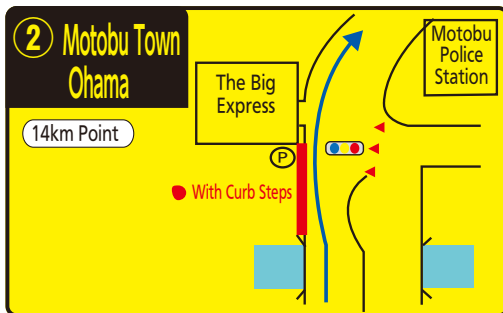 ② Motobu Town
Ohama
14km Point
The Big
Express
Motobu
Police
Station
P
With Curb Steps